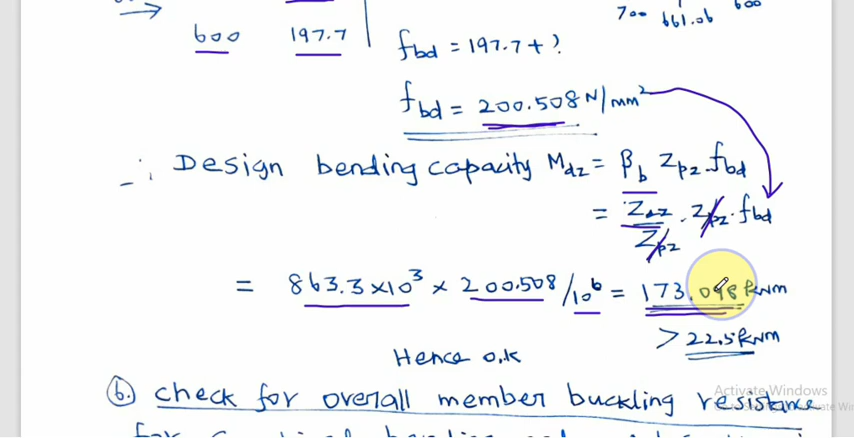 700 661.06 600
600 197.7
fbd = 197.7 + ?
fbd = 200.508 N/mm²
∴ Design bending capacity Mdz = βb Zpz . fbd
= Zez/Zpz . Zpz . fbd
= 863.3×10³ × 200.508 /10⁶ = 173.098 kNm
> 22.5 kNm
Hence o.k
Activate Windows
⑥. check for overall member buckling resistance